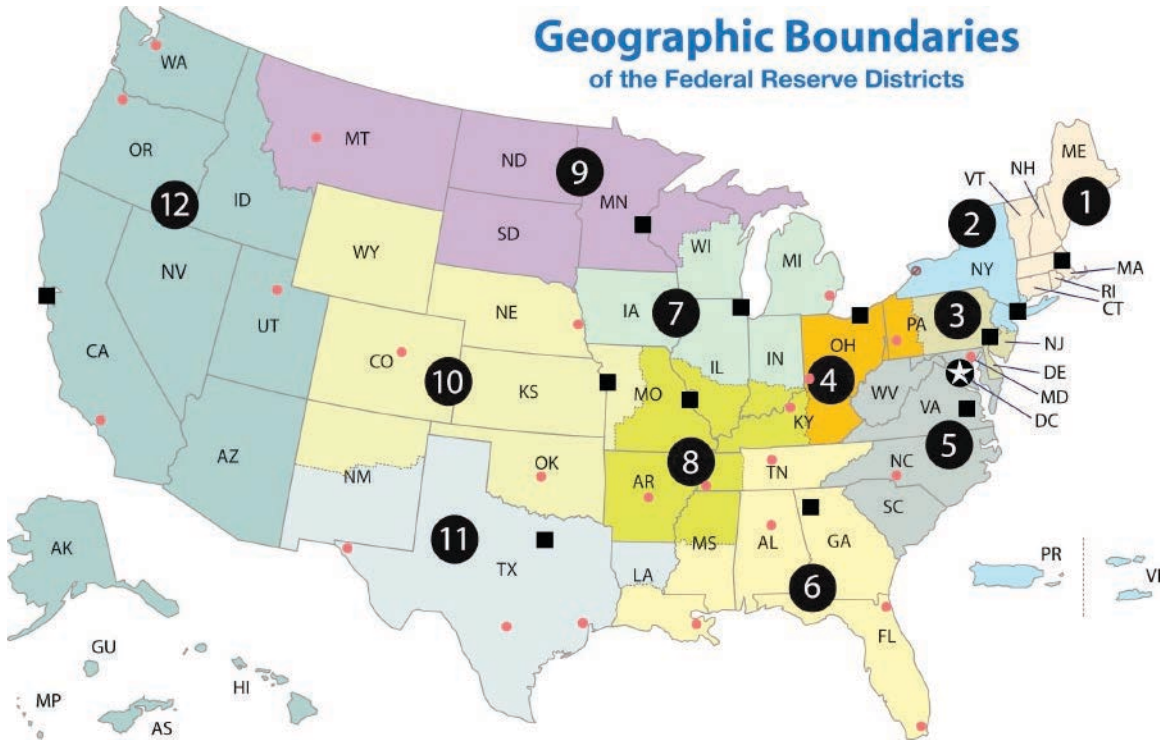 Geographic Boundaries
of the Federal Reserve Districts
WA
OR
12
ID
MT
ND
9
MN
SD
WY
NV
UT
CA
AZ
CO
10
NE
KS
OK
NM
11
TX
IA
7
WI
MI
IL
IN
MO
8
AR
LA
MS
TN
KY
OH
4
PA
3
2
NY
VT
NH
ME
1
MA
RI
CT
NJ
DE
MD
DC
WV
VA
5
NC
SC
AL
GA
6
FL
PR
VI
AK
GU
MP
AS
HI